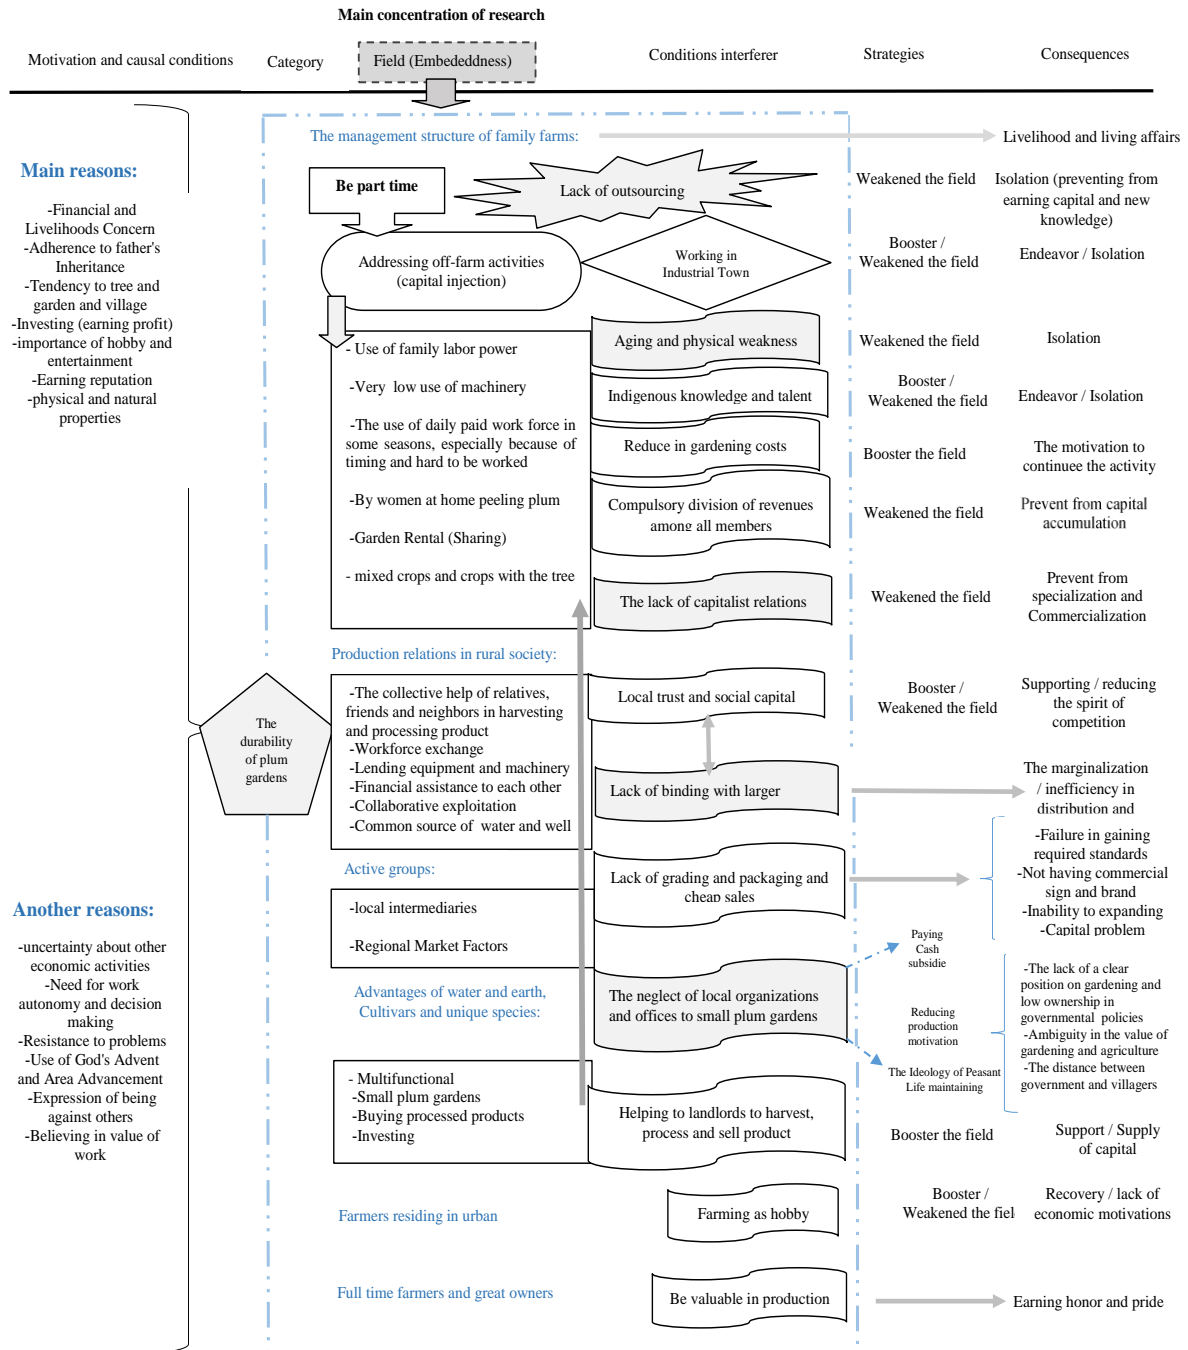 Main concentration of research
Motivation and causal conditions
Category
Field (Embededdness)
Conditions interferer
Strategies
Consequences
Main reasons:
-Financial and
Livelihoods Concern
-Adherence to father's
Inheritance
-Tendency to tree and
garden and village
-Investing (earning profit)
-importance of hobby and
entertainment
-Earning reputation
-physical and natural
properties
Another reasons:
-uncertainty about other
economic activities
-Need for work
autonomy and decision
making
-Resistance to problems
-Use of God's Advent
and Area Advancement
-Expression of being
against others
-Believing in value of
work
The
durability
of plum
gardens
The management structure of family farms:
Livelihood and living affairs
Be part time
Lack of outsourcing
Weakened the field
Isolation (preventing from
earning capital and new
knowledge)
Addressing off-farm activities
(capital injection)
Working in
Industrial Town
Booster /
Weakened the field
Endeavor / Isolation
- Use of family labor power
-Very low use of machinery
-The use of daily paid work force in
some seasons, especially because of
timing and hard to be worked
-By women at home peeling plum
-Garden Rental (Sharing)
- mixed crops and crops with the tree
Aging and physical weakness
Weakened the field
Isolation
Indigenous knowledge and talent
Booster /
Weakened the field
Endeavor / Isolation
Reduce in gardening costs
Booster the field
The motivation to
continuee the activity
Compulsory division of revenues
among all members
Weakened the field
Prevent from capital
accumulation
The lack of capitalist relations
Weakened the field
Prevent from
specialization and
Commercialization
Production relations in rural society:
-The collective help of relatives,
friends and neighbors in harvesting
and processing product
-Workforce exchange
-Lending equipment and machinery
-Financial assistance to each other
-Collaborative exploitation
-Common source of water and well
Local trust and social capital
Booster /
Weakened the field
Supporting / reducing
the spirit of
competition
Lack of binding with larger
The marginalization
/ inefficiency in
distribution and
Active groups:
-local intermediaries
-Regional Market Factors
Lack of grading and packaging and
cheap sales
-Failure in gaining
required standards
-Not having commercial
sign and brand
-Inability to expanding
-Capital problem
Advantages of water and earth,
Cultivars and unique species:
The neglect of local organizations
and offices to small plum gardens
Paying
Cash
subsidie
Reducing
production
motivation
The Ideology of Peasant
Life maintaining
-The lack of a clear
position on gardening and
low ownership in
governmental policies
-Ambiguity in the value of
gardening and agriculture
-The distance between
government and villagers
- Multifunctional
-Small plum gardens
-Buying processed products
-Investing
Helping to landlords to harvest,
process and sell product
Booster the field
Support / Supply
of capital
Farmers residing in urban
Farming as hobby
Booster /
Weakened the fiel
Recovery / lack of
economic motivations
Full time farmers and great owners
Be valuable in production
Earning honor and pride